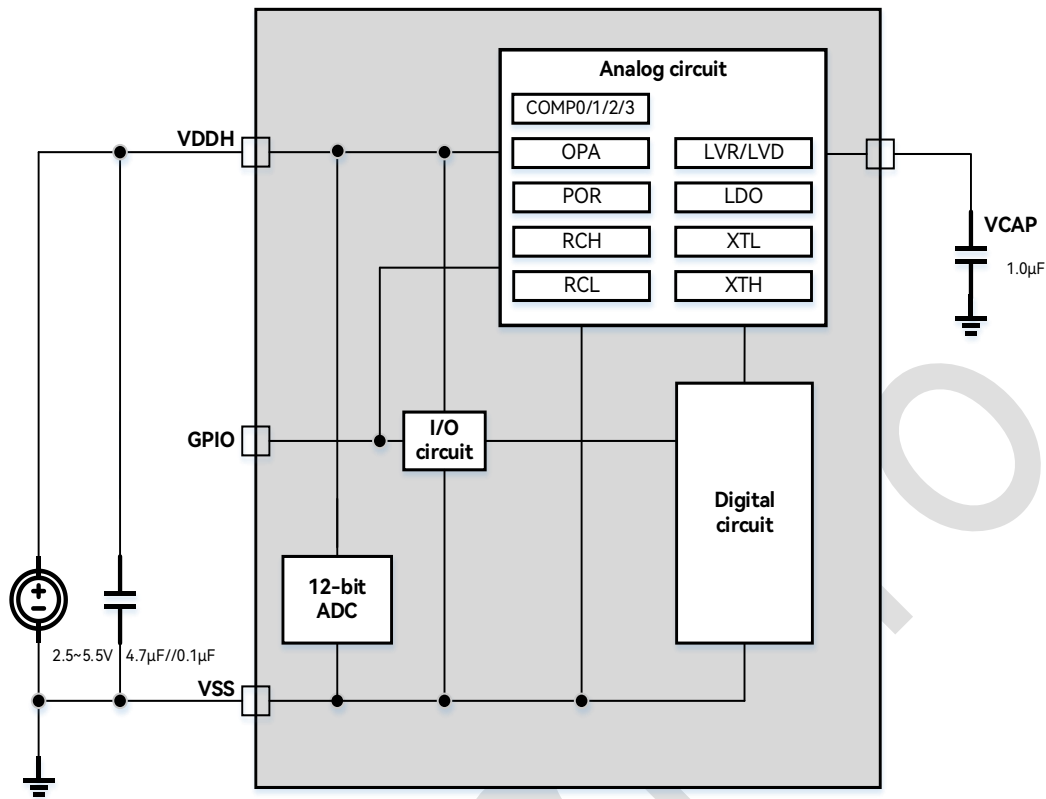 Analog circuit
COMP0/1/2/3
OPA
LVR/LVD
POR
LDO
RCH
XTL
RCL
XTH
VDDH
VCAP
1.0µF
GPIO
I/O
circuit
Digital
circuit
12-bit
ADC
2.5~5.5V
4.7µF//0.1µF
VSS